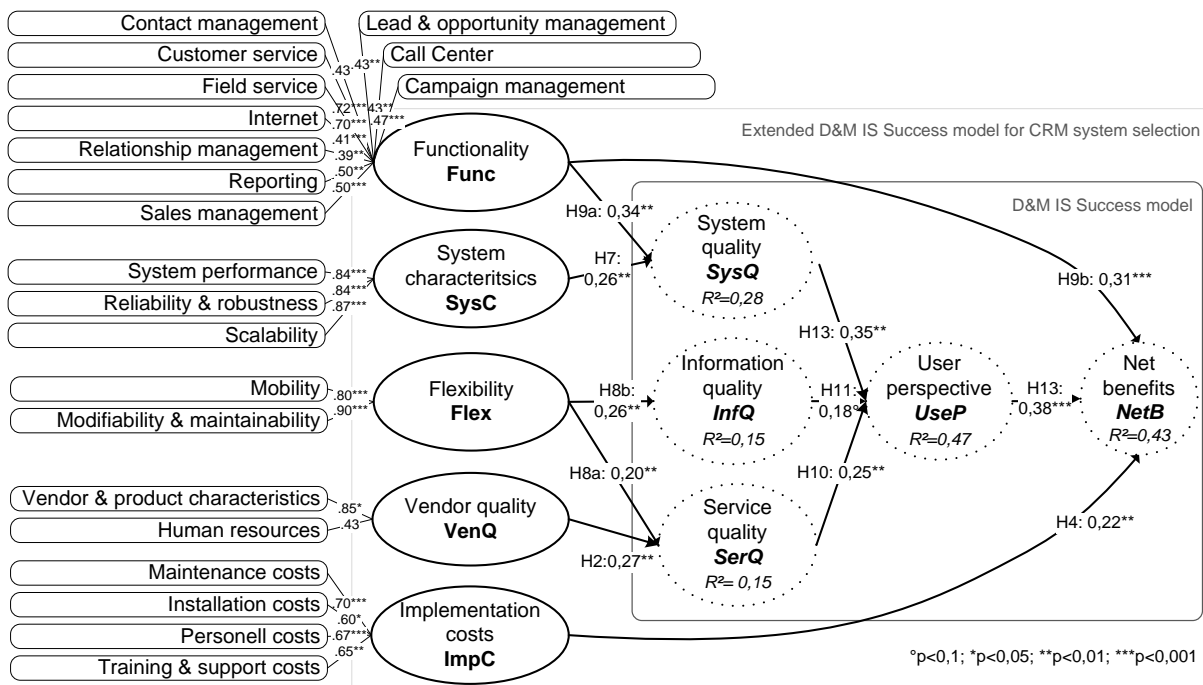 Contact management
Customer service
Field service
Internet
Relationship management
Reporting
Sales management
Lead & opportunity management
Call Center
Campaign management
.43
.43**
.72***
.43**
.70***
.47***
.41***
.39**
.50**
.50***
Functionality
Func
Extended D&M IS Success model for CRM system selection
D&M IS Success model
System performance
Reliability & robustness
Scalability
.84***
.84***
.87***
System
characteritsics
SysC
Mobility
Modifiability & maintainability
.80***
.90***
Flexibility
Flex
Vendor & product characteristics
Human resources
.85*
.43
Vendor quality
VenQ
Maintenance costs
Installation costs
Personell costs
Training & support costs
.70***
.60*
.67***
.65**
Implementation
costs
ImpC
H9a: 0,34**
H7:
0,26**
H8b:
0,26**
H8a: 0,20**
H2:0,27**
System
quality
SysQ
R²=0,28
Information
quality
InfQ
R²=0,15
Service
quality
SerQ
R²= 0,15
H13: 0,35**
H11:
0,18°
H10: 0,25**
User
perspective
UseP
R²=0,47
H13:
0,38***
H9b: 0,31***
H4: 0,22**
Net
benefits
NetB
R²=0,43
°p<0,1; *p<0,05; **p<0,01; ***p<0,001